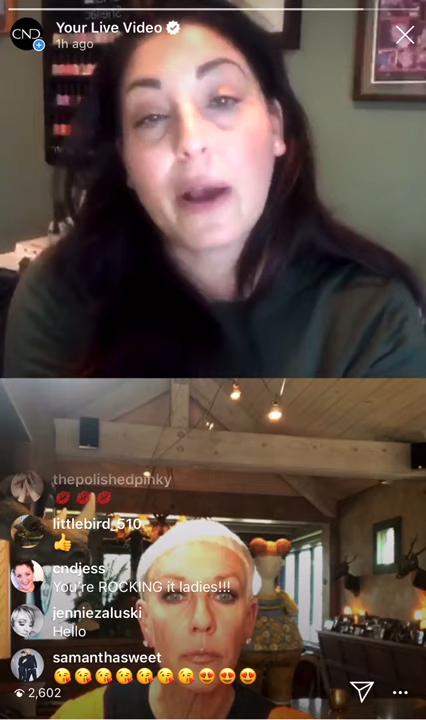 CND
Your Live Video
1h ago
thepolishedpinky
💋💋💋
littlebird_510
👍
cndjess
You're ROCKING it ladies!!!
jenniezaluski
Hello
samanthasweet
😘😘😘😘😘😘😘😍😍😍
2,602